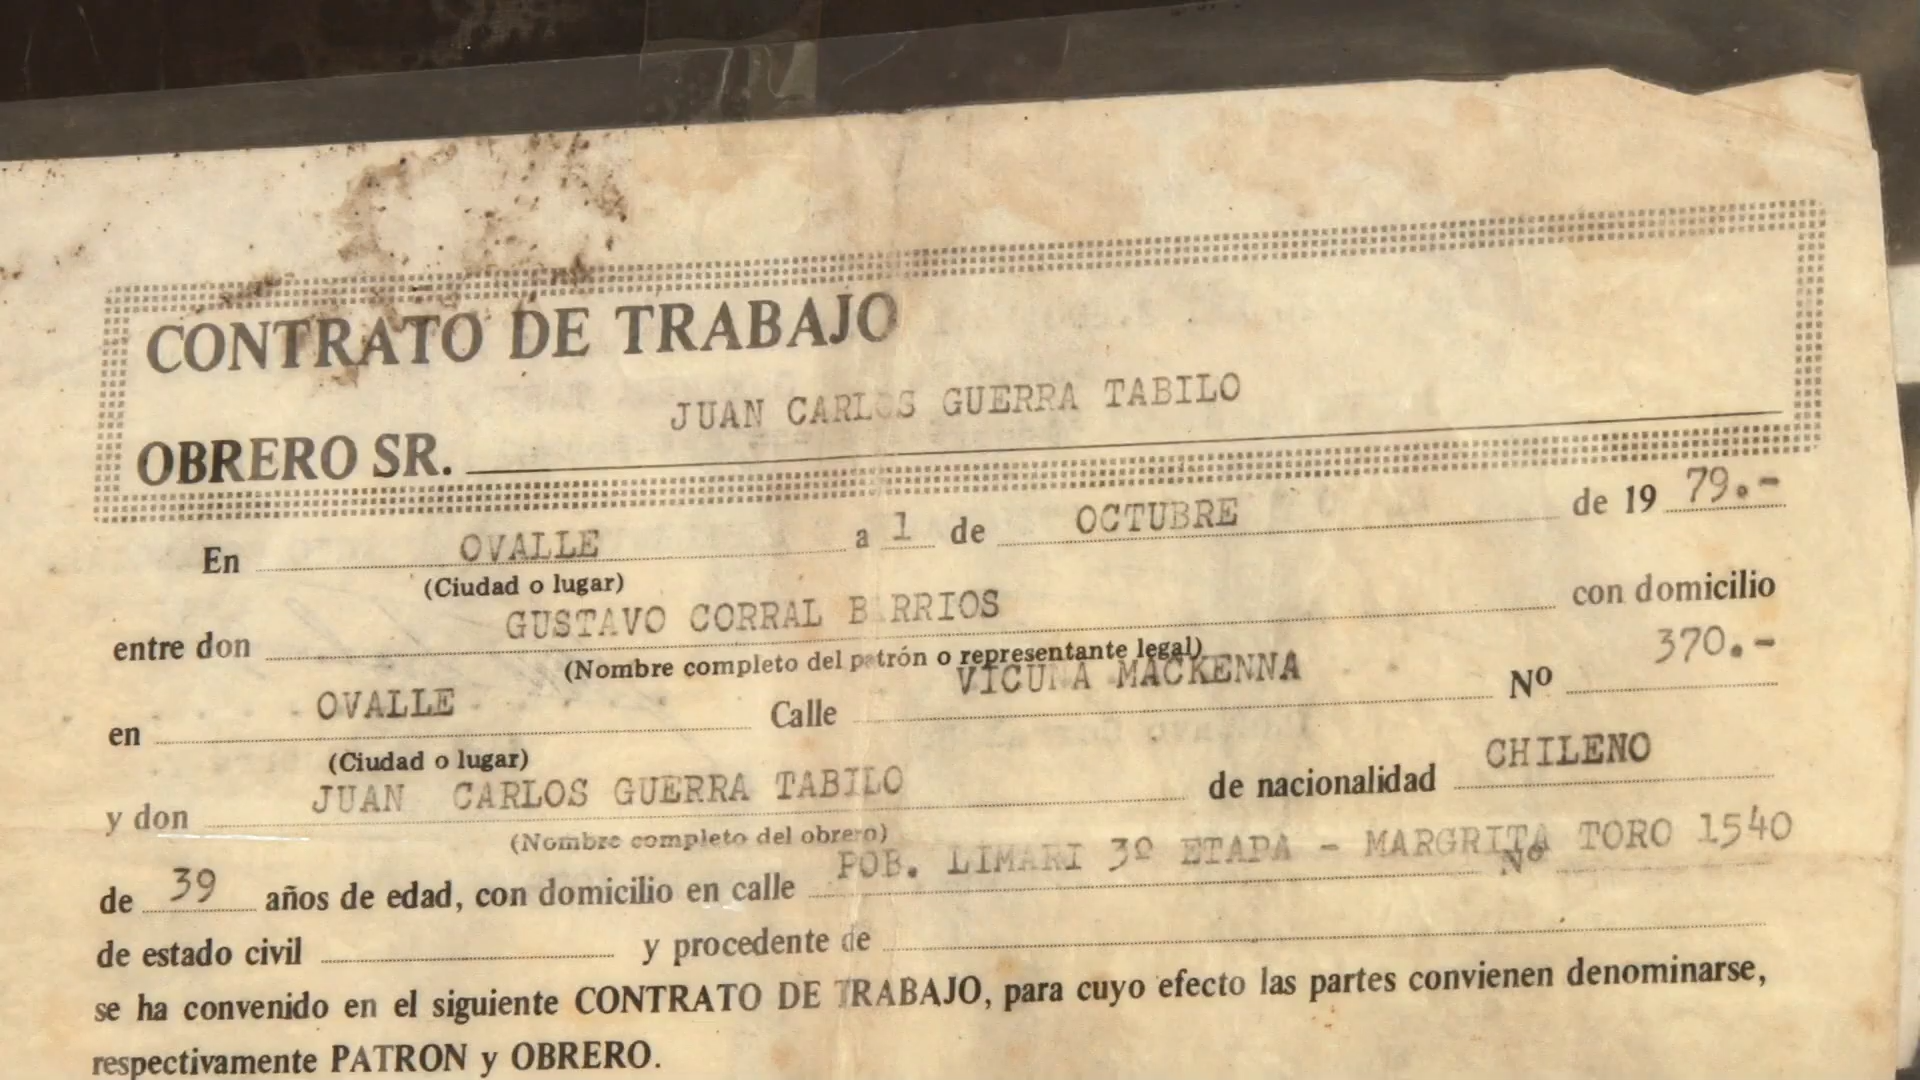 CONTRATO DE TRABAJO
JUAN CARLOS GUERRA TABILO
OBRERO SR.
En OVALLE a 1 de OCTUBRE de 19 79.-
(Ciudad o lugar)
entre don GUSTAVO CORRAL B RRIOS con domicilio
(Nombre completo del patrón o representante legal)
en OVALLE Calle VICUÑA MACKENNA Nº 370.-
(Ciudad o lugar)
y don JUAN CARLOS GUERRA TABILO de nacionalidad CHILENO
(Nombre completo del obrero)
de 39 años de edad, con domicilio en calle POB. LIMARI 3º ETAPA - MARGRITA TORO 1540 Nº
de estado civil y procedente de
se ha convenido en el siguiente CONTRATO DE TRABAJO, para cuyo efecto las partes convienen denominarse,
respectivamente PATRON y OBRERO.